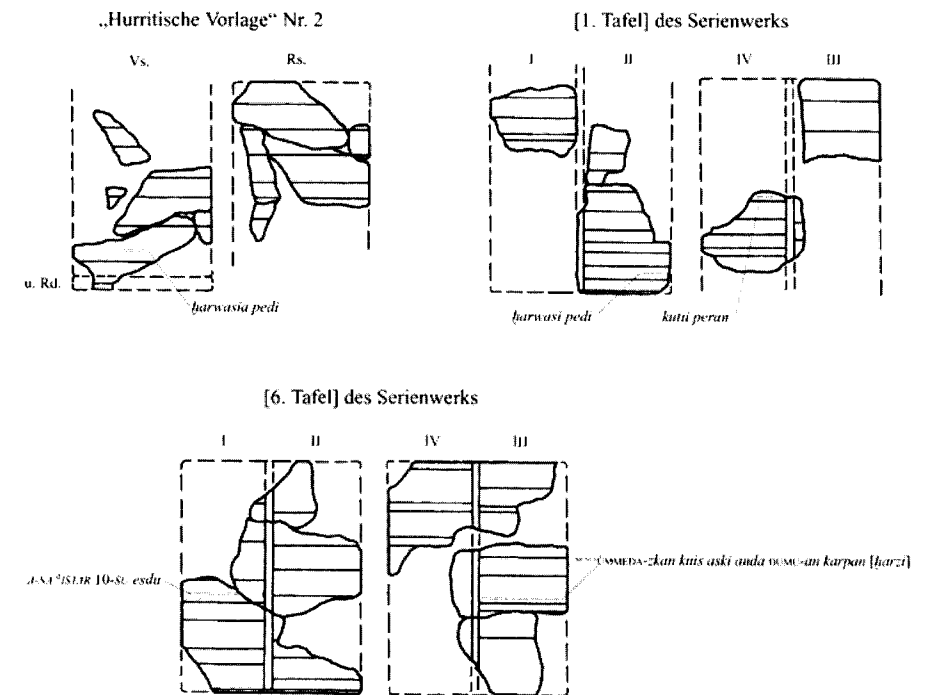 „Hurritische Vorlage“ Nr. 2
[1. Tafel] des Serienwerks
Vs.
Rs.
I
II
IV
III
u. Rd.
ḫarwasia pedi
ḫarwasi pedi
kutti peran
[6. Tafel] des Serienwerks
I
II
IV
III
10-ŠU esdu
ÚMMEDA-zkan kuis aski anda DUMU-an karpan [ḫarzi]